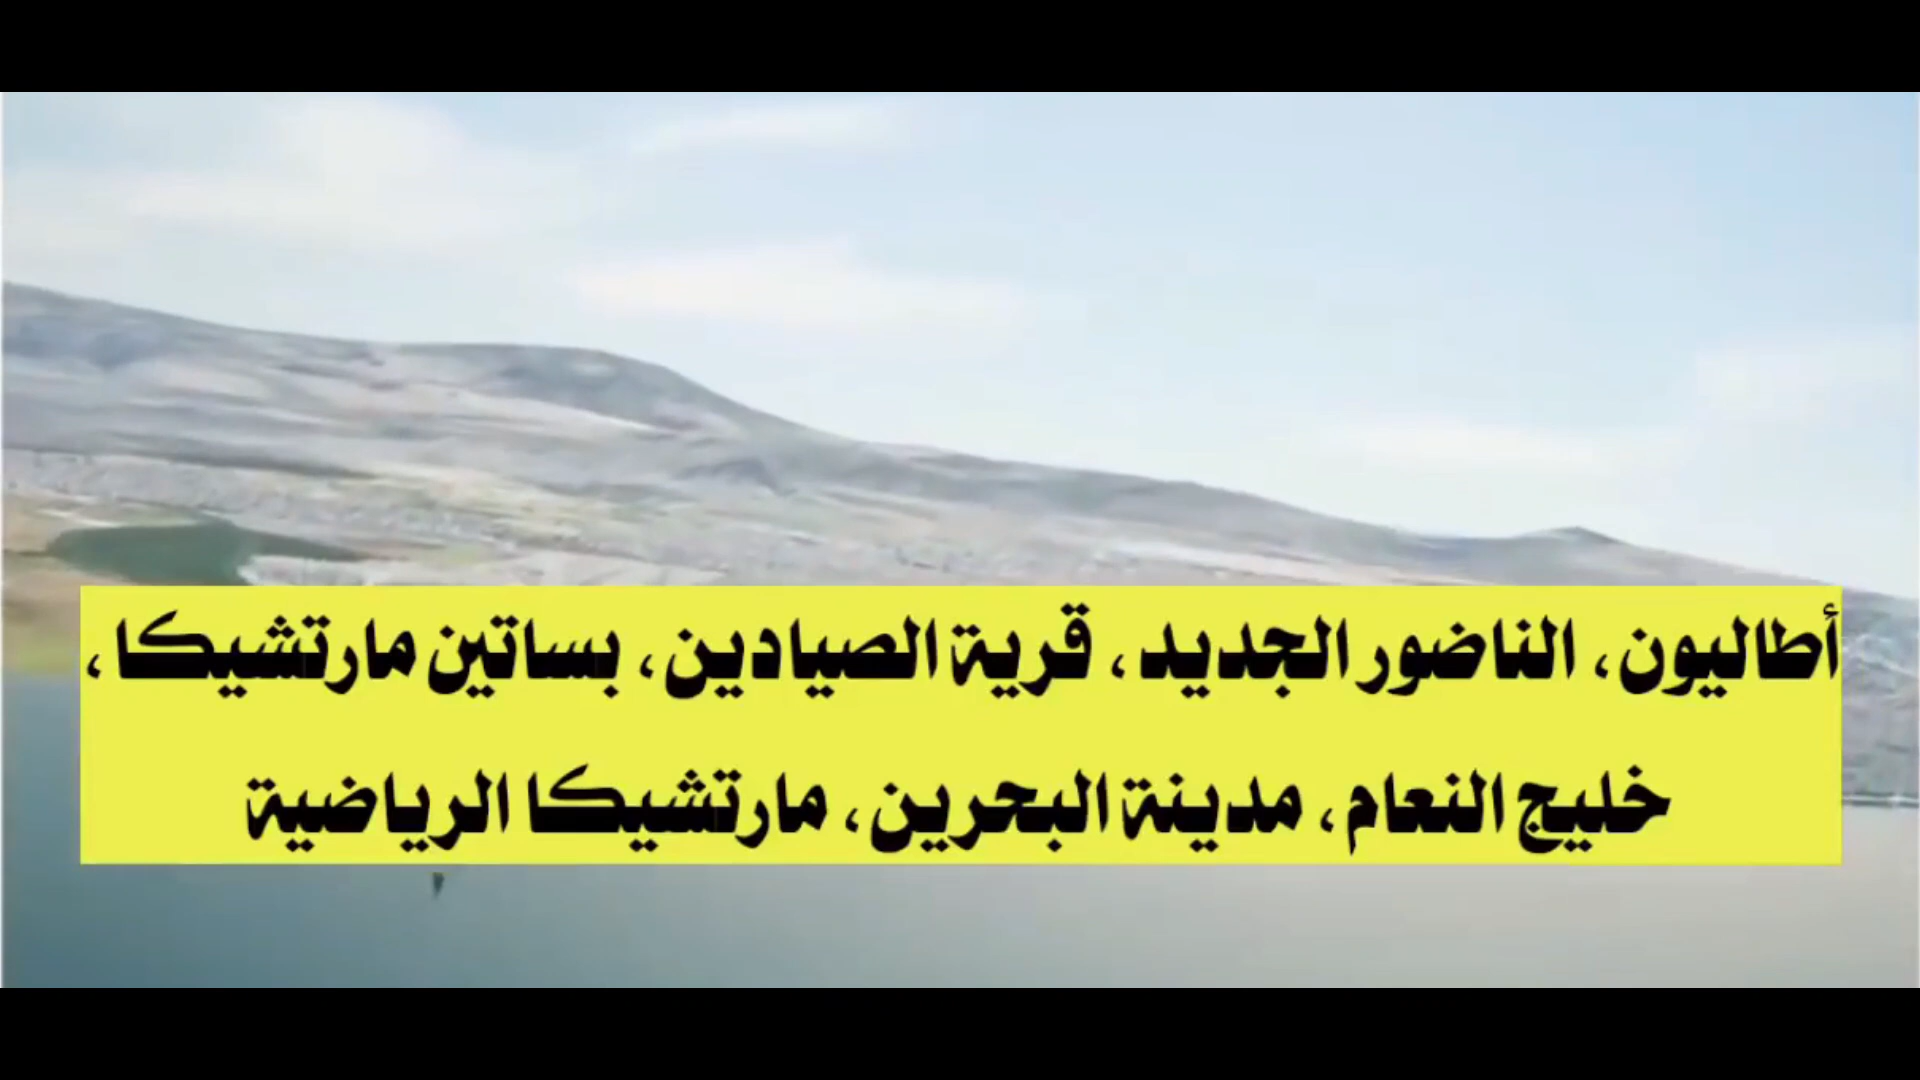 أطاليون، الناضور الجديد، قرية الصيادين، بساتين مارتشيكا،
خليج النعام، مدينة البحرين، مارتشيكا الرياضية